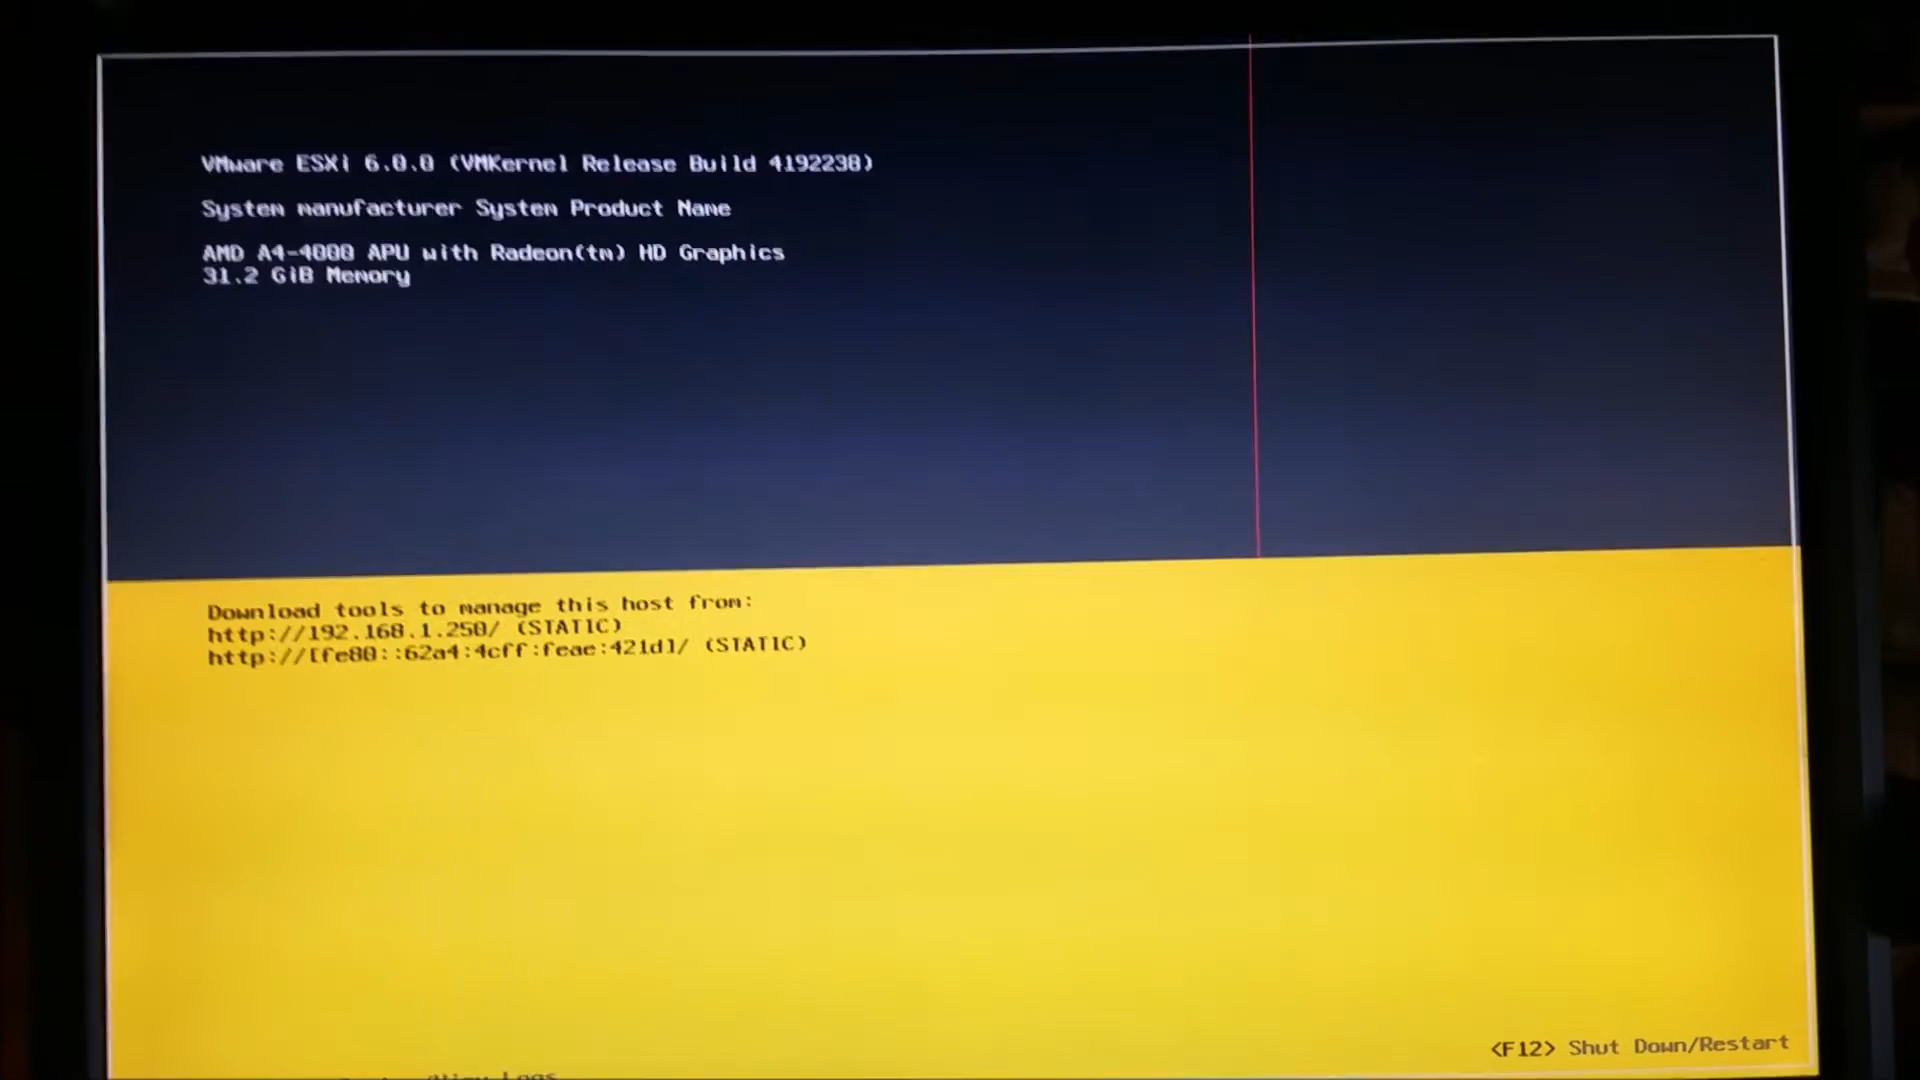 VMware ESXi 6.0.0 (VMKernel Release Build 4192238)
System manufacturer System Product Name
AMD A4-4000 APU with Radeon(tm) HD Graphics
31.2 GiB Memory
Download tools to manage this host from:
http://192.168.1.250/ (STATIC)
http://[fe80::62a4:4cff:feae:421d]/ (STATIC)
<F12> Shut Down/Restart
Logs